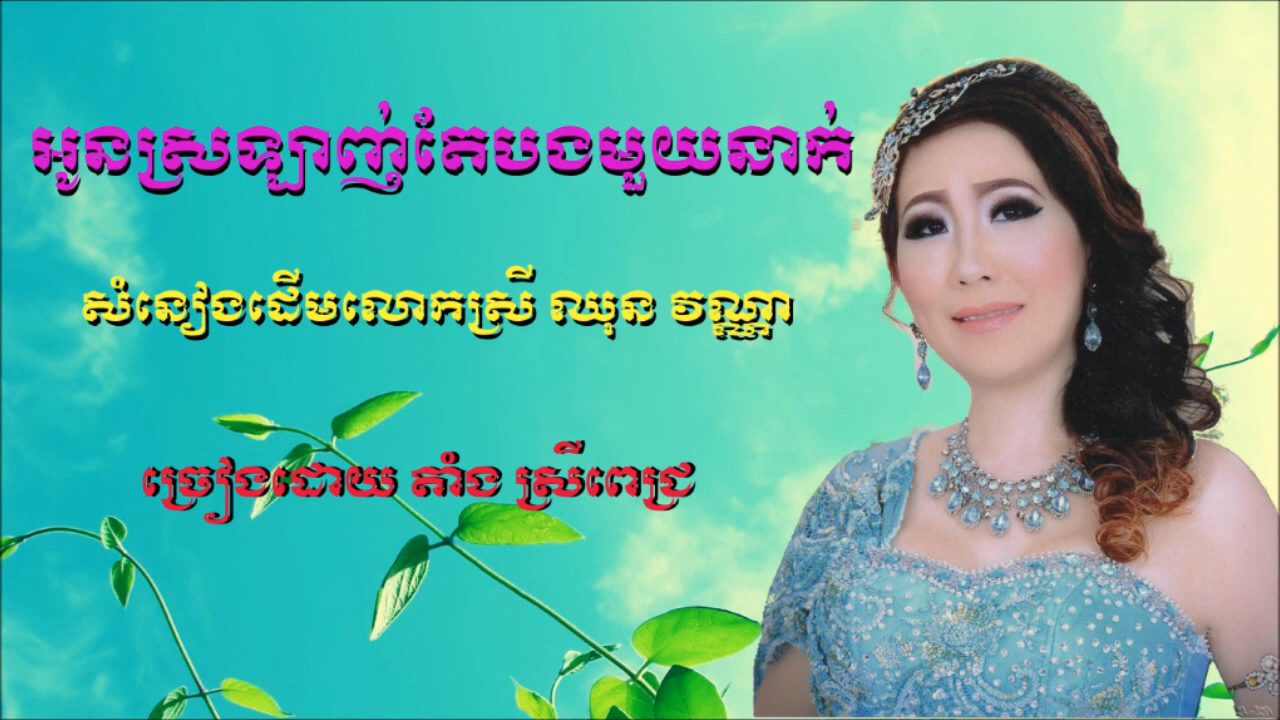 អូនស្រឡាញ់តែបងមួយនាក់
សំនៀងដើមលោកស្រី ឈុន វណ្ណា
ច្រៀងដោយ តាំង ស្រីពេជ្រ